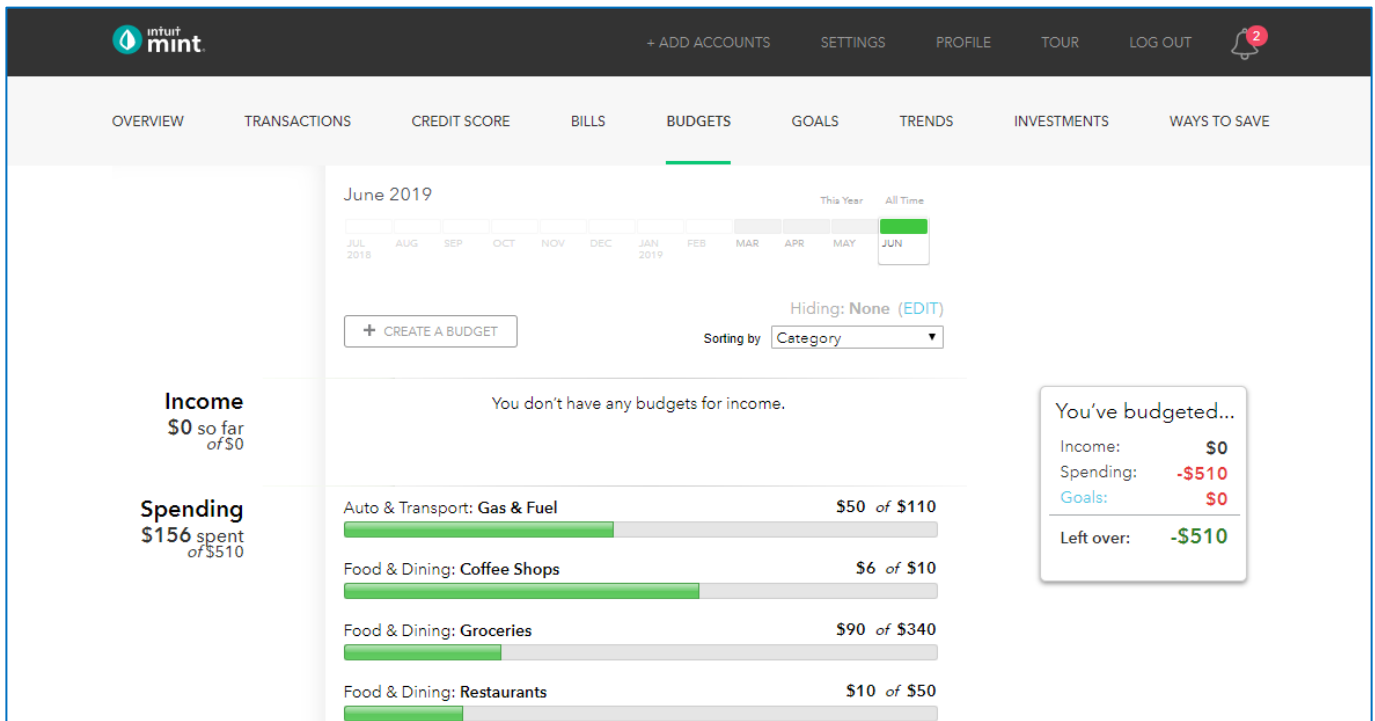 intuit
mint.
+ ADD ACCOUNTS SETTINGS PROFILE TOUR LOG OUT 2
OVERVIEW TRANSACTIONS CREDIT SCORE BILLS BUDGETS GOALS TRENDS INVESTMENTS WAYS TO SAVE
June 2019
This Year All Time
JUL AUG SEP OCT NOV DEC JAN FEB MAR APR MAY JUN
2018 2019
Hiding: None (EDIT)
+ CREATE A BUDGET
Sorting by Category
Income
$0 so far
of $0
You don't have any budgets for income.
You've budgeted...
Income: $0
Spending: -$510
Goals: $0
Left over: -$510
Spending
$156 spent
of $510
Auto & Transport: Gas & Fuel $50 of $110
Food & Dining: Coffee Shops $6 of $10
Food & Dining: Groceries $90 of $340
Food & Dining: Restaurants $10 of $50